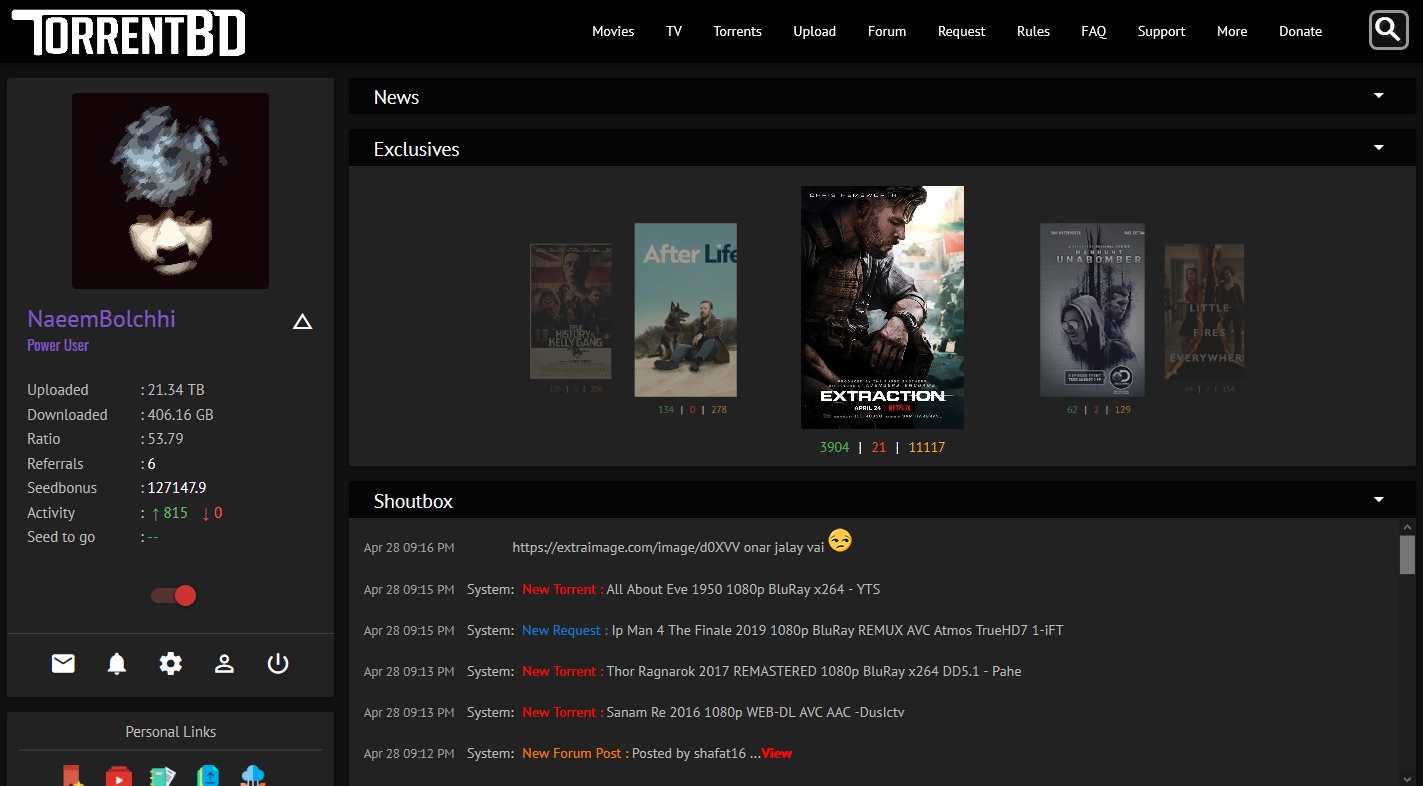 TORRENTBD
Movies TV Torrents Upload Forum Request Rules FAQ Support More Donate
NaeemBolchhi
Power User
Uploaded : 21.34 TB
Downloaded : 406.16 GB
Ratio : 53.79
Referrals : 6
Seedbonus : 127147.9
Activity : ↑ 815 ↓ 0
Seed to go : --
Personal Links
News
Exclusives
TRUE HISTORY KELLY GANG
After Life
134 | 0 | 278
CHRIS HEMSWORTH
EXTRACTION
APRIL 24 | NETFLIX
3904 | 21 | 11117
MANHUNT
UNABOMBER
62 | 2 | 129
LITTLE
FIRES
EVERYWHER
64 | 2 | 154
Shoutbox
Apr 28 09:16 PM https://extraimage.com/image/d0XVV onar jalay vai 😒
Apr 28 09:15 PM System: New Torrent : All About Eve 1950 1080p BluRay x264 - YTS
Apr 28 09:15 PM System: New Request : Ip Man 4 The Finale 2019 1080p BluRay REMUX AVC Atmos TrueHD7 1-iFT
Apr 28 09:13 PM System: New Torrent : Thor Ragnarok 2017 REMASTERED 1080p BluRay x264 DD5.1 - Pahe
Apr 28 09:13 PM System: New Torrent : Sanam Re 2016 1080p WEB-DL AVC AAC -DusIctv
Apr 28 09:12 PM System: New Forum Post : Posted by shafat16 ...View